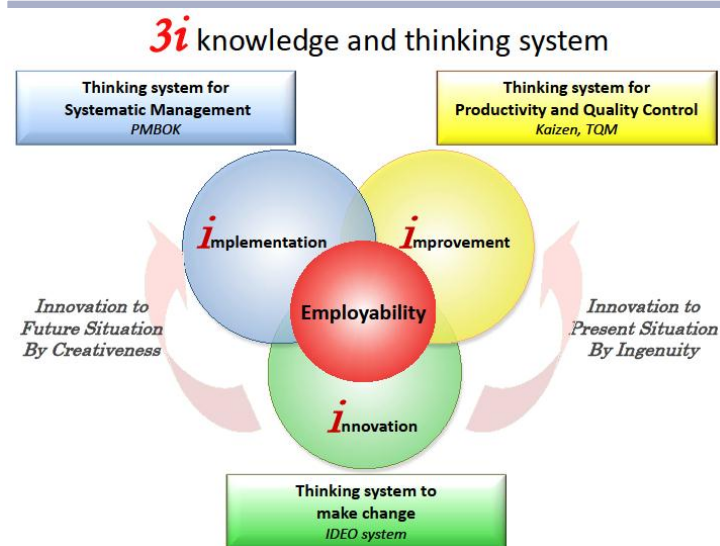 3i knowledge and thinking system
Thinking system for
Systematic Management
PMBOK
Thinking system for
Productivity and Quality Control
Kaizen, TQM
implementation
improvement
Employability
Innovation to
Future Situation
By Creativeness
Innovation to
Present Situation
By Ingenuity
innovation
Thinking system to
make change
IDEO system